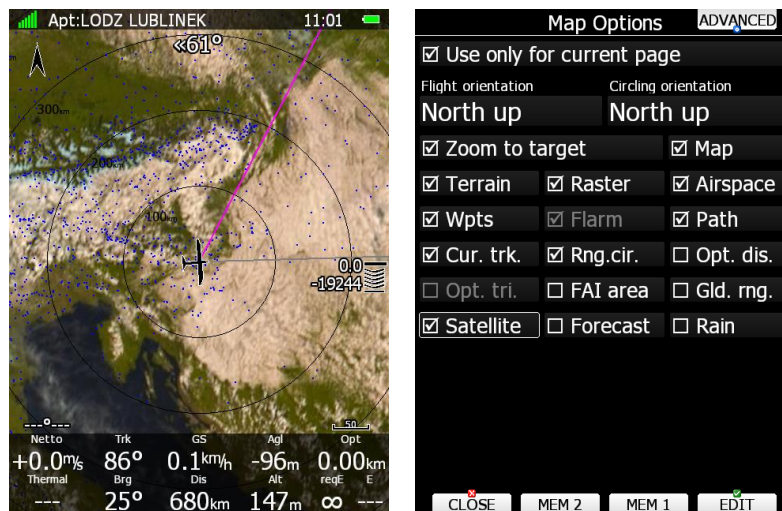 Apt:LODZ LUBLINEK 11:01
«61º
300km
200km
100km
0.0
-19244
---º---
50
Netto Trk GS Agl Opt
+0.0m/s 86º 0.1km/h -96m 0.00km
Thermal Brg Dis Alt reqE E
--- 25º 680km 147m ∞ ---
Map Options ADVANCED
Use only for current page
Flight orientation Circling orientation
North up North up
Zoom to target Map
Terrain Raster Airspace
Wpts Flarm Path
Cur. trk. Rng.cir. Opt. dis.
Opt. tri. FAI area Gld. rng.
Satellite Forecast Rain
CLOSE MEM 2 MEM 1 EDIT